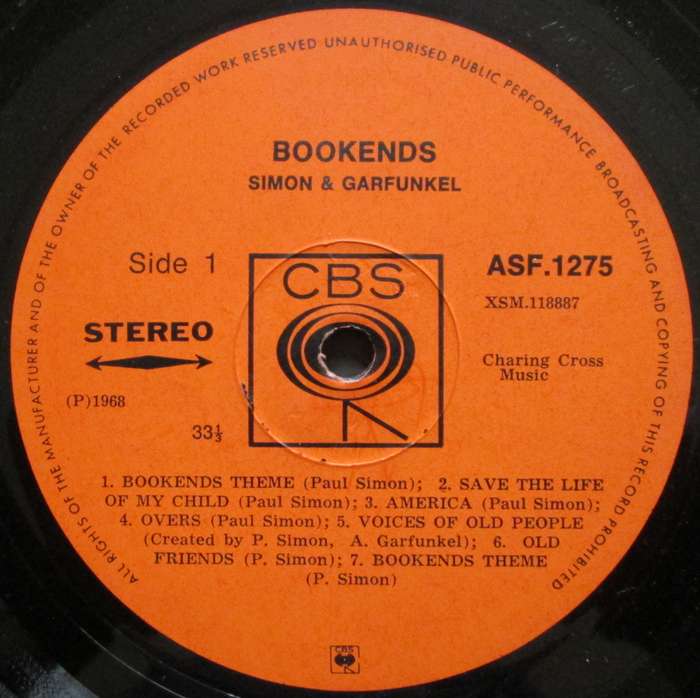 ALL RIGHTS OF THE MANUFACTURER AND OF THE OWNER OF THE RECORDED WORK RESERVED UNAUTHORISED PUBLIC PERFORMANCE BROADCASTING AND COPYING OF THIS RECORD PROHIBITED
BOOKENDS
SIMON & GARFUNKEL
Side 1
CBS
ASF.1275
XSM.118887
STEREO
Charing Cross
Music
(P)1968
33⅓
1. BOOKENDS THEME (Paul Simon); 2. SAVE THE LIFE
OF MY CHILD (Paul Simon); 3. AMERICA (Paul Simon);
4. OVERS (Paul Simon); 5. VOICES OF OLD PEOPLE
(Created by P. Simon, A. Garfunkel); 6. OLD
FRIENDS (P. Simon); 7. BOOKENDS THEME
(P. Simon)
CBS